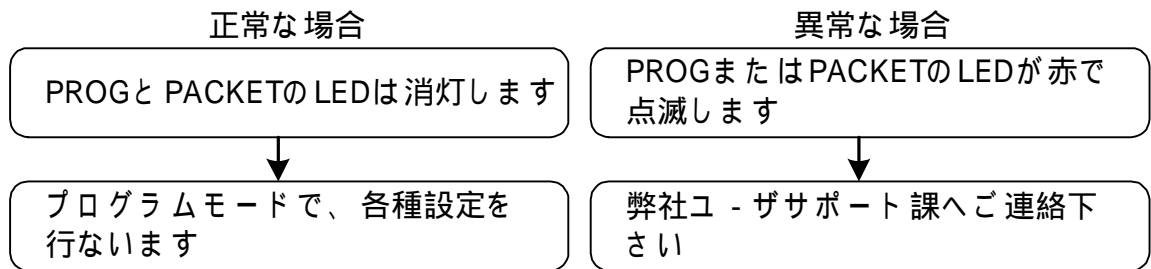 正常な場合
PROGとPACKETのLEDは消灯します
プログラムモードで、各種設定を
行ないます
異常な場合
PROGまたはPACKETのLEDが赤で
点滅します
弊社ユ-ザサポート課へご連絡下
さい